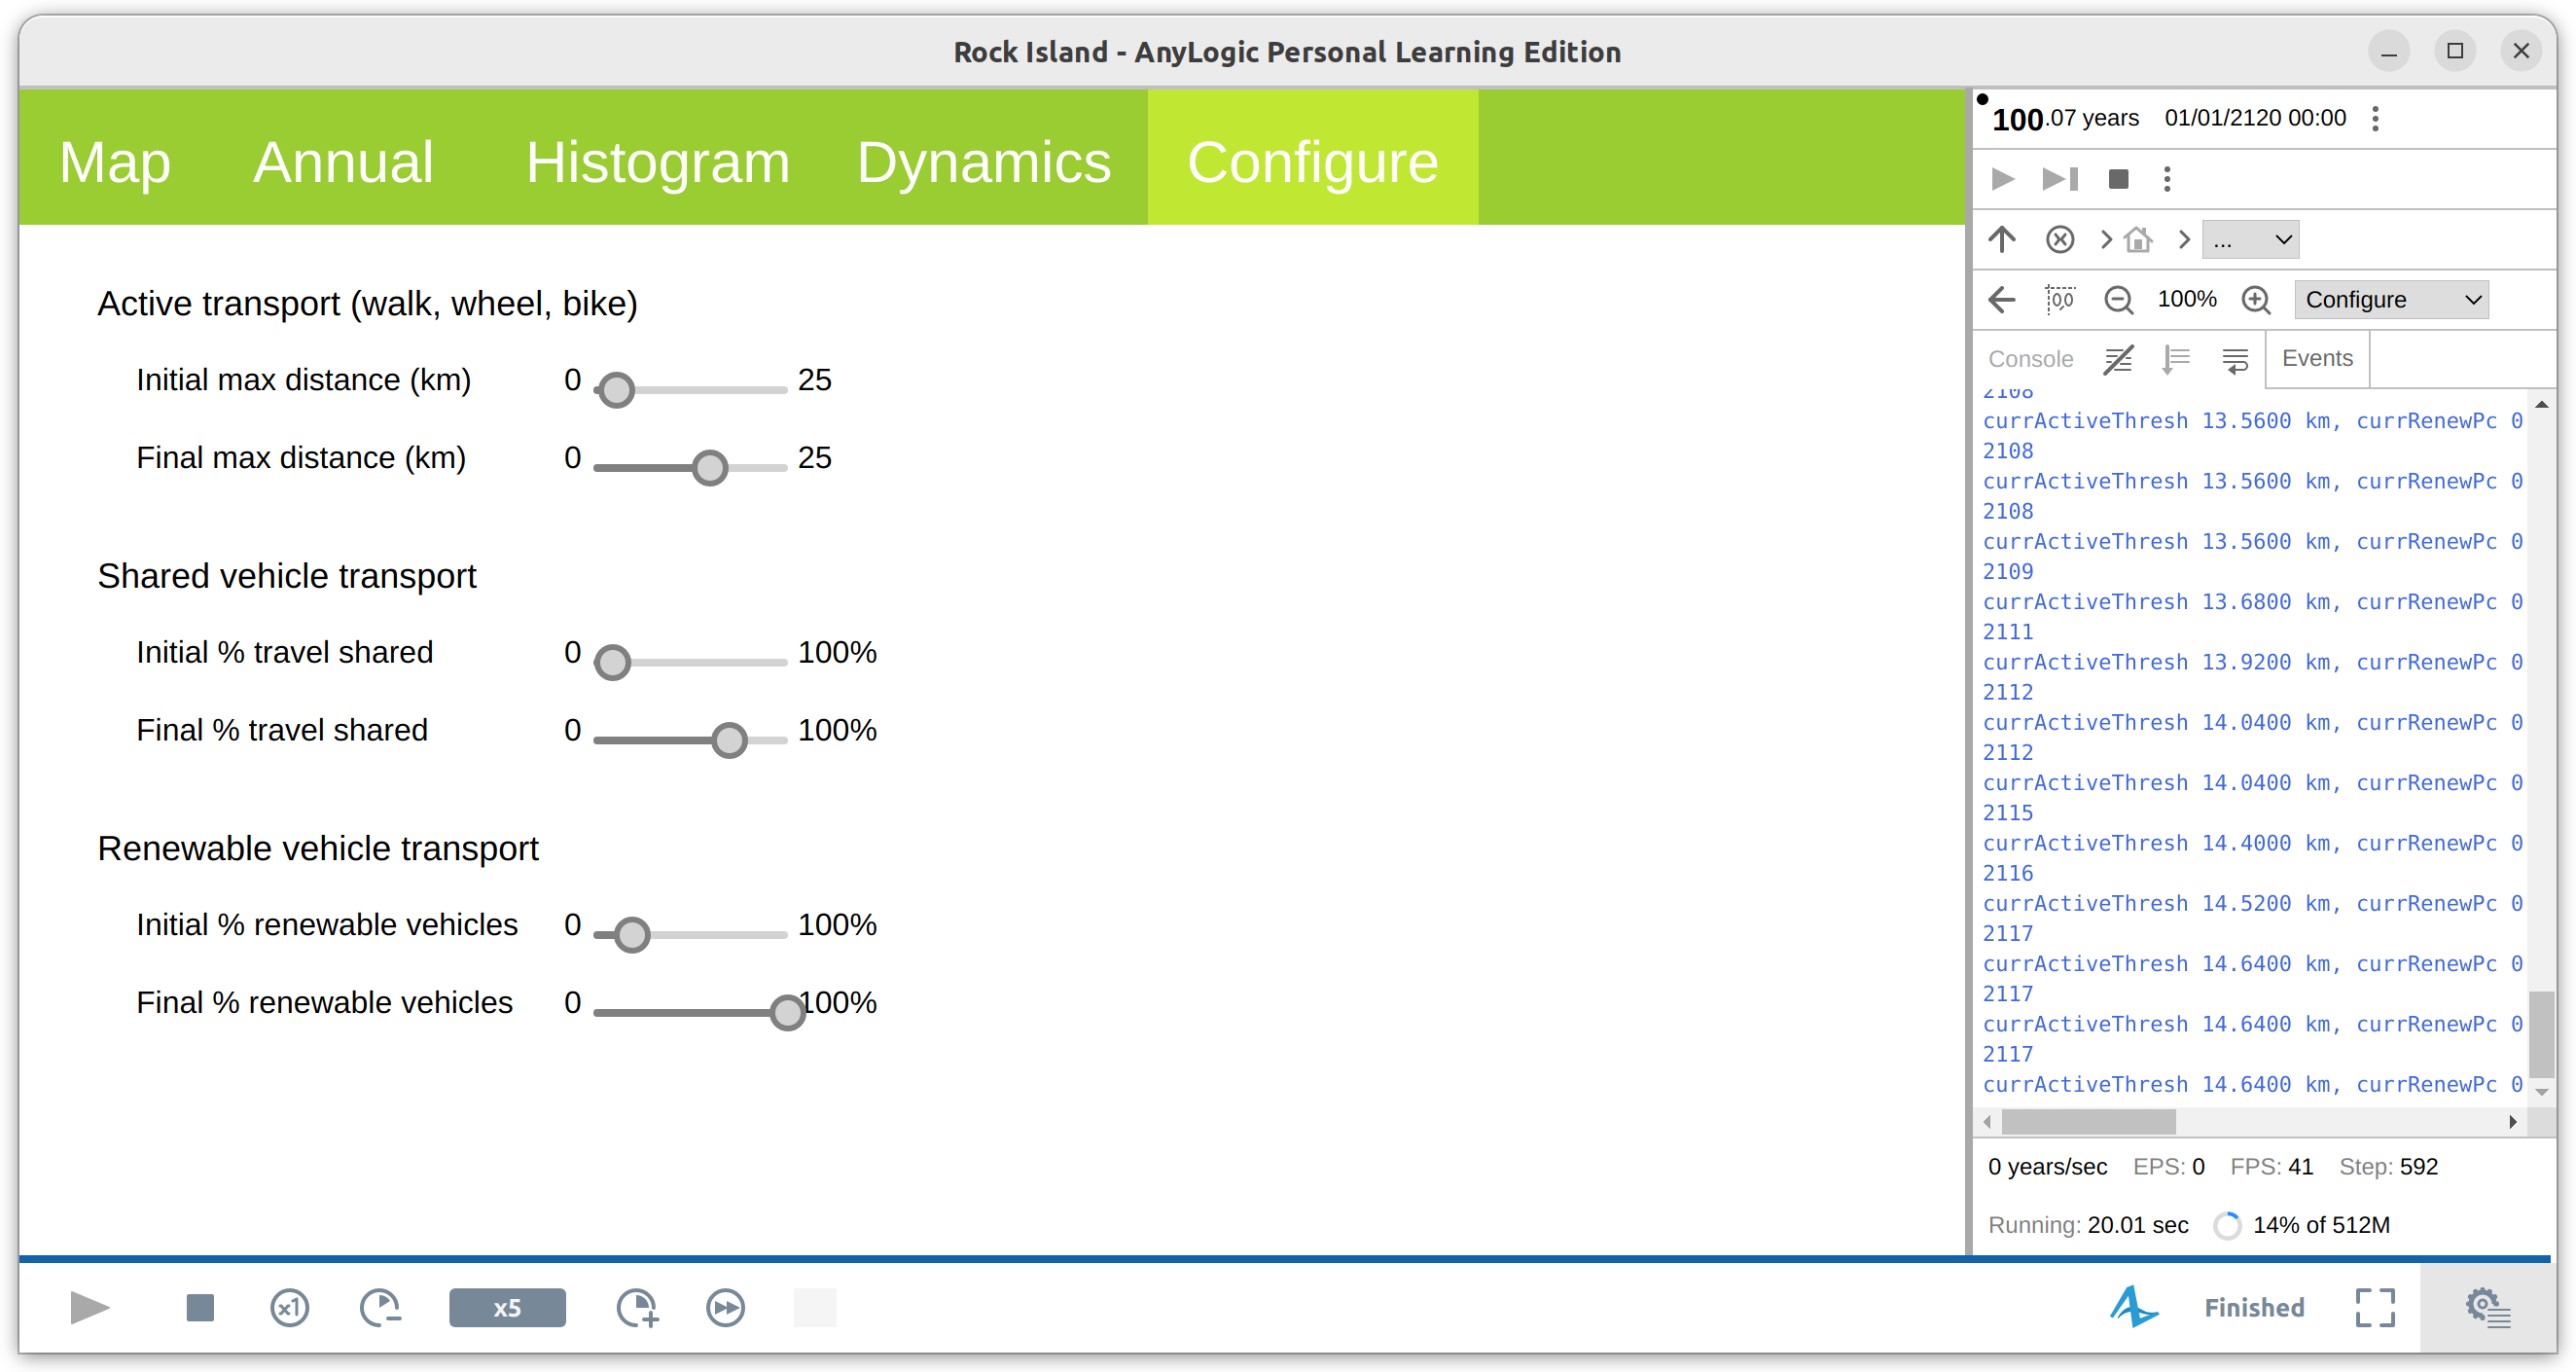 Rock Island - AnyLogic Personal Learning Edition
Map Annual Histogram Dynamics Configure
Active transport (walk, wheel, bike)
Initial max distance (km) 0 25
Final max distance (km) 0 25
Shared vehicle transport
Initial % travel shared 0 100%
Final % travel shared 0 100%
Renewable vehicle transport
Initial % renewable vehicles 0 100%
Final % renewable vehicles 0 100%
100.07 years 01/01/2120 00:00
...
100% Configure
Console Events
2108
currActiveThresh 13.5600 km, currRenewPc 0
2108
currActiveThresh 13.5600 km, currRenewPc 0
2108
currActiveThresh 13.5600 km, currRenewPc 0
2109
currActiveThresh 13.6800 km, currRenewPc 0
2111
currActiveThresh 13.9200 km, currRenewPc 0
2112
currActiveThresh 14.0400 km, currRenewPc 0
2112
currActiveThresh 14.0400 km, currRenewPc 0
2115
currActiveThresh 14.4000 km, currRenewPc 0
2116
currActiveThresh 14.5200 km, currRenewPc 0
2117
currActiveThresh 14.6400 km, currRenewPc 0
2117
currActiveThresh 14.6400 km, currRenewPc 0
2117
currActiveThresh 14.6400 km, currRenewPc 0
0 years/sec EPS: 0 FPS: 41 Step: 592
Running: 20.01 sec 14% of 512M
x1 x5 Finished